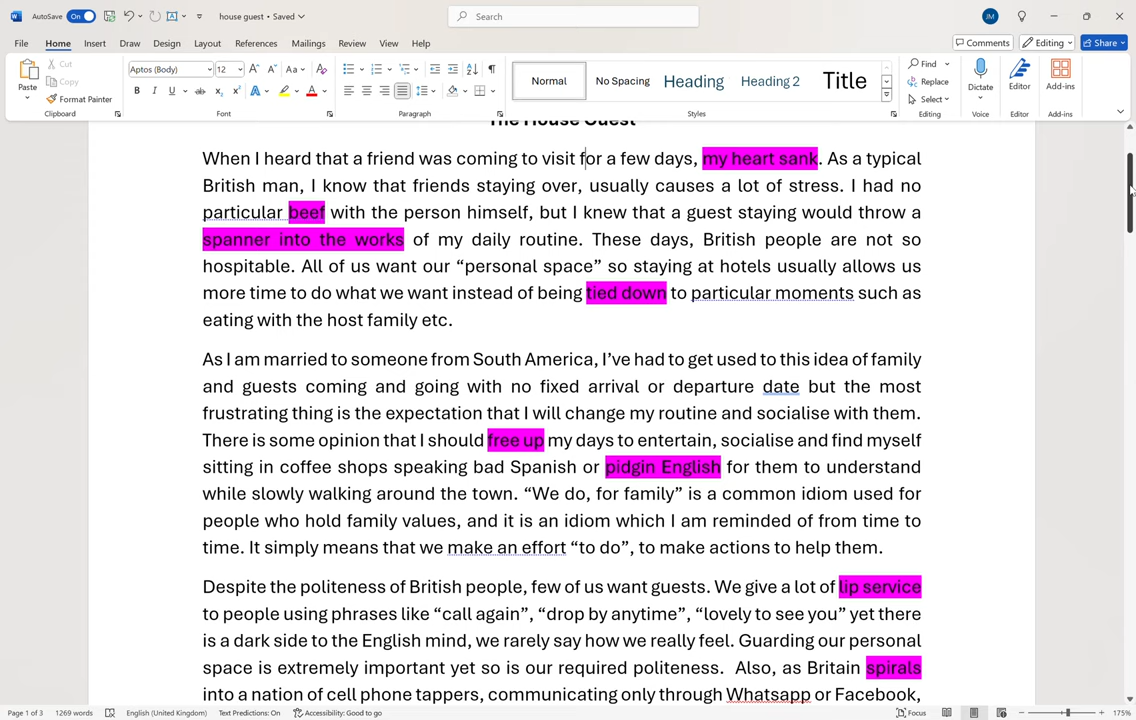 AutoSave On
house guest • Saved
Search
JM
File Home Insert Draw Design Layout References Mailings Review View Help
Comments Editing Share
Paste
Cut
Copy
Format Painter
Clipboard
Aptos (Body) 12
Font
Paragraph
Normal No Spacing Heading Heading 2 Title
Styles
Find
Replace
Select
Editing
Dictate
Voice
Editor
Editor
Add-ins
Add-ins
The House Guest
When I heard that a friend was coming to visit for a few days, my heart sank. As a typical
British man, I know that friends staying over, usually causes a lot of stress. I had no
particular beef with the person himself, but I knew that a guest staying would throw a
spanner into the works of my daily routine. These days, British people are not so
hospitable. All of us want our “personal space” so staying at hotels usually allows us
more time to do what we want instead of being tied down to particular moments such as
eating with the host family etc.
As I am married to someone from South America, I’ve had to get used to this idea of family
and guests coming and going with no fixed arrival or departure date but the most
frustrating thing is the expectation that I will change my routine and socialise with them.
There is some opinion that I should free up my days to entertain, socialise and find myself
sitting in coffee shops speaking bad Spanish or pidgin English for them to understand
while slowly walking around the town. “We do, for family” is a common idiom used for
people who hold family values, and it is an idiom which I am reminded of from time to
time. It simply means that we make an effort “to do”, to make actions to help them.
Despite the politeness of British people, few of us want guests. We give a lot of lip service
to people using phrases like “call again”, “drop by anytime”, “lovely to see you” yet there
is a dark side to the English mind, we rarely say how we really feel. Guarding our personal
space is extremely important yet so is our required politeness. Also, as Britain spirals
into a nation of cell phone tappers, communicating only through Whatsapp or Facebook,
Page 1 of 3 1269 words English (United Kingdom) Text Predictions: On Accessibility: Good to go Focus 175%